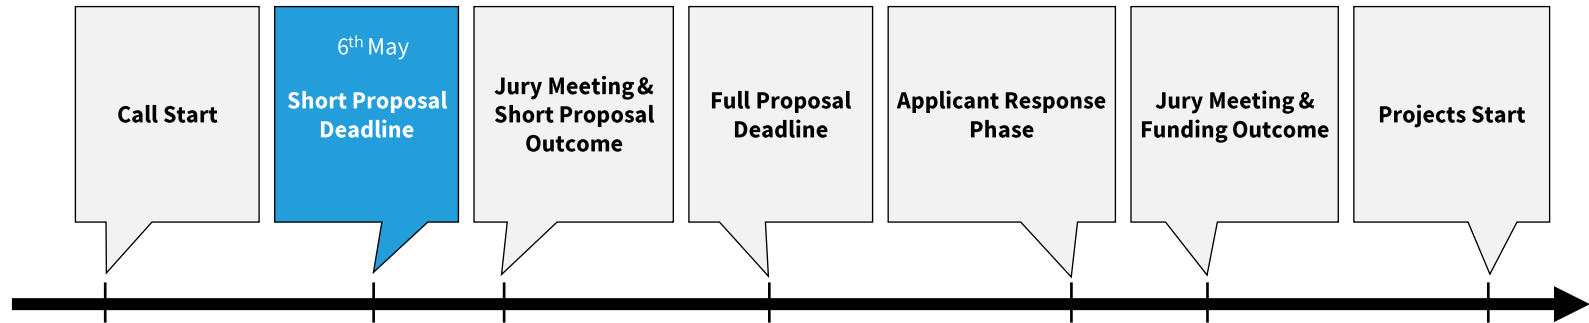 Call Start
6th May
Short Proposal
Deadline
Jury Meeting &
Short Proposal
Outcome
Full Proposal
Deadline
Applicant Response
Phase
Jury Meeting &
Funding Outcome
Projects Start